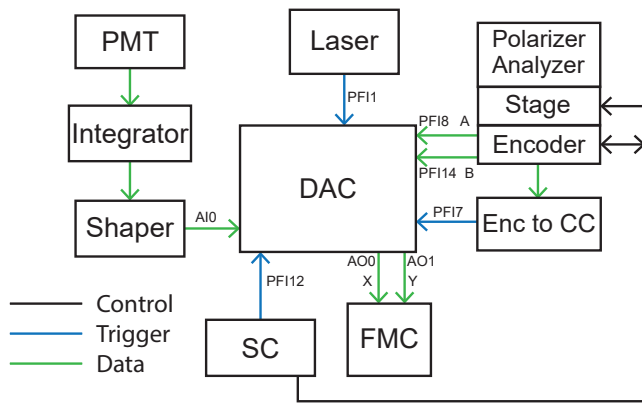 PMT
Laser
Polarizer
Analyzer
Stage
Encoder
Integrator
PFI1
PFI8 A
PFI14 B
DAC
Shaper
AI0
PFI7
Enc to CC
PFI12
AO0
AO1
X
Y
Control
Trigger
Data
SC
FMC